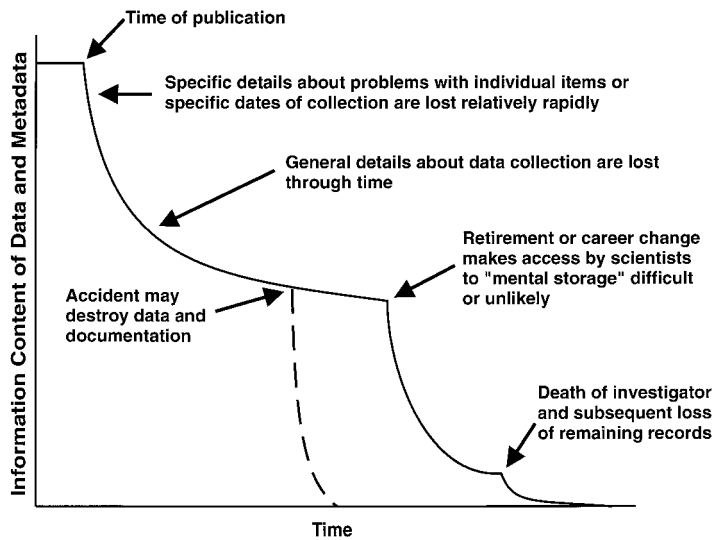 Time of publication
Specific details about problems with individual items or
specific dates of collection are lost relatively rapidly
General details about data collection are lost
through time
Retirement or career change
makes access by scientists
to "mental storage" difficult
or unlikely
Accident may
destroy data and
documentation
Death of investigator
and subsequent loss
of remaining records
Information Content of Data and Metadata
Time